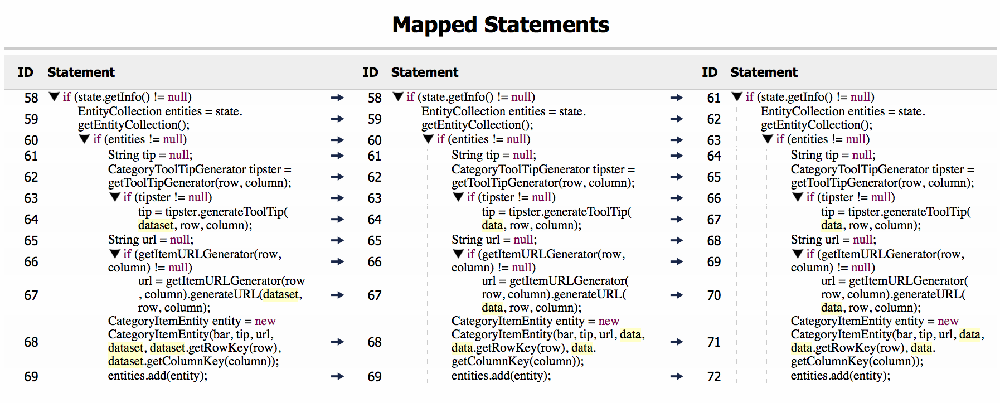 Mapped Statements
ID Statement ID Statement ID Statement
58 ▼ if (state.getInfo() != null) → 58 ▼ if (state.getInfo() != null) → 61 ▼ if (state.getInfo() != null)
59 EntityCollection entities = state. → 59 EntityCollection entities = state. → 62 EntityCollection entities = state.
getEntityCollection(); getEntityCollection(); getEntityCollection();
60 ▼ if (entities != null) → 60 ▼ if (entities != null) → 63 ▼ if (entities != null)
61 String tip = null; → 61 String tip = null; → 64 String tip = null;
62 CategoryToolTipGenerator tipster = → 62 CategoryToolTipGenerator tipster = → 65 CategoryToolTipGenerator tipster =
getToolTipGenerator(row, column); getToolTipGenerator(row, column); getToolTipGenerator(row, column);
63 ▼ if (tipster != null) → 63 ▼ if (tipster != null) → 66 ▼ if (tipster != null)
64 tip = tipster.generateToolTip( → 64 tip = tipster.generateToolTip( → 67 tip = tipster.generateToolTip(
dataset, row, column); data, row, column); data, row, column);
65 String url = null; → 65 String url = null; → 68 String url = null;
66 ▼ if (getItemURLGenerator(row, → 66 ▼ if (getItemURLGenerator(row, → 69 ▼ if (getItemURLGenerator(row,
column) != null) column) != null) column) != null)
url = getItemURLGenerator(row url = getItemURLGenerator( url = getItemURLGenerator(
67 , column).generateURL(dataset, → 67 row, column).generateURL( → 70 row, column).generateURL(
row, column); data, row, column); data, row, column);
CategoryItemEntity entity = new CategoryItemEntity entity = new CategoryItemEntity entity = new
68 CategoryItemEntity(bar, tip, url, → 68 CategoryItemEntity(bar, tip, url, data, → 71 CategoryItemEntity(bar, tip, url, data,
dataset, dataset.getRowKey(row), data.getRowKey(row), data. data.getRowKey(row), data.
dataset.getColumnKey(column)); getColumnKey(column)); getColumnKey(column));
69 entities.add(entity); → 69 entities.add(entity); → 72 entities.add(entity);